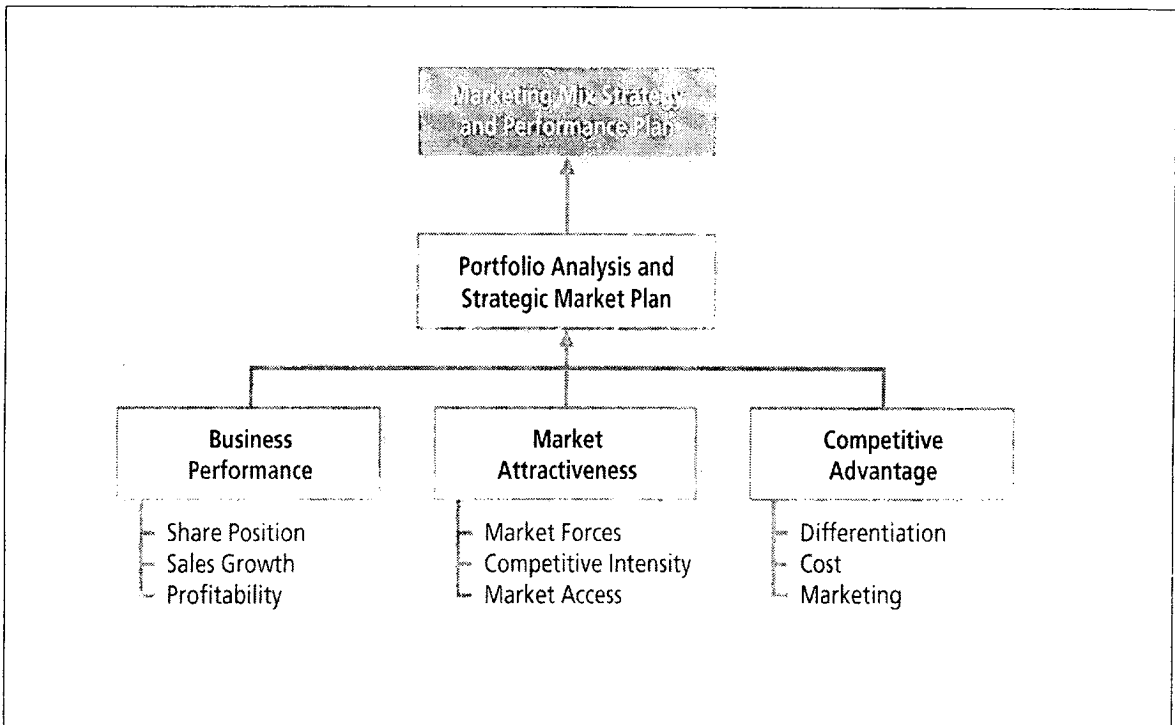 Marketing Mix Strategy
and Performance Plan
Portfolio Analysis and
Strategic Market Plan
Business
Performance
Market
Attractiveness
Competitive
Advantage
Share Position
Sales Growth
Profitability
Market Forces
Competitive Intensity
Market Access
Differentiation
Cost
Marketing